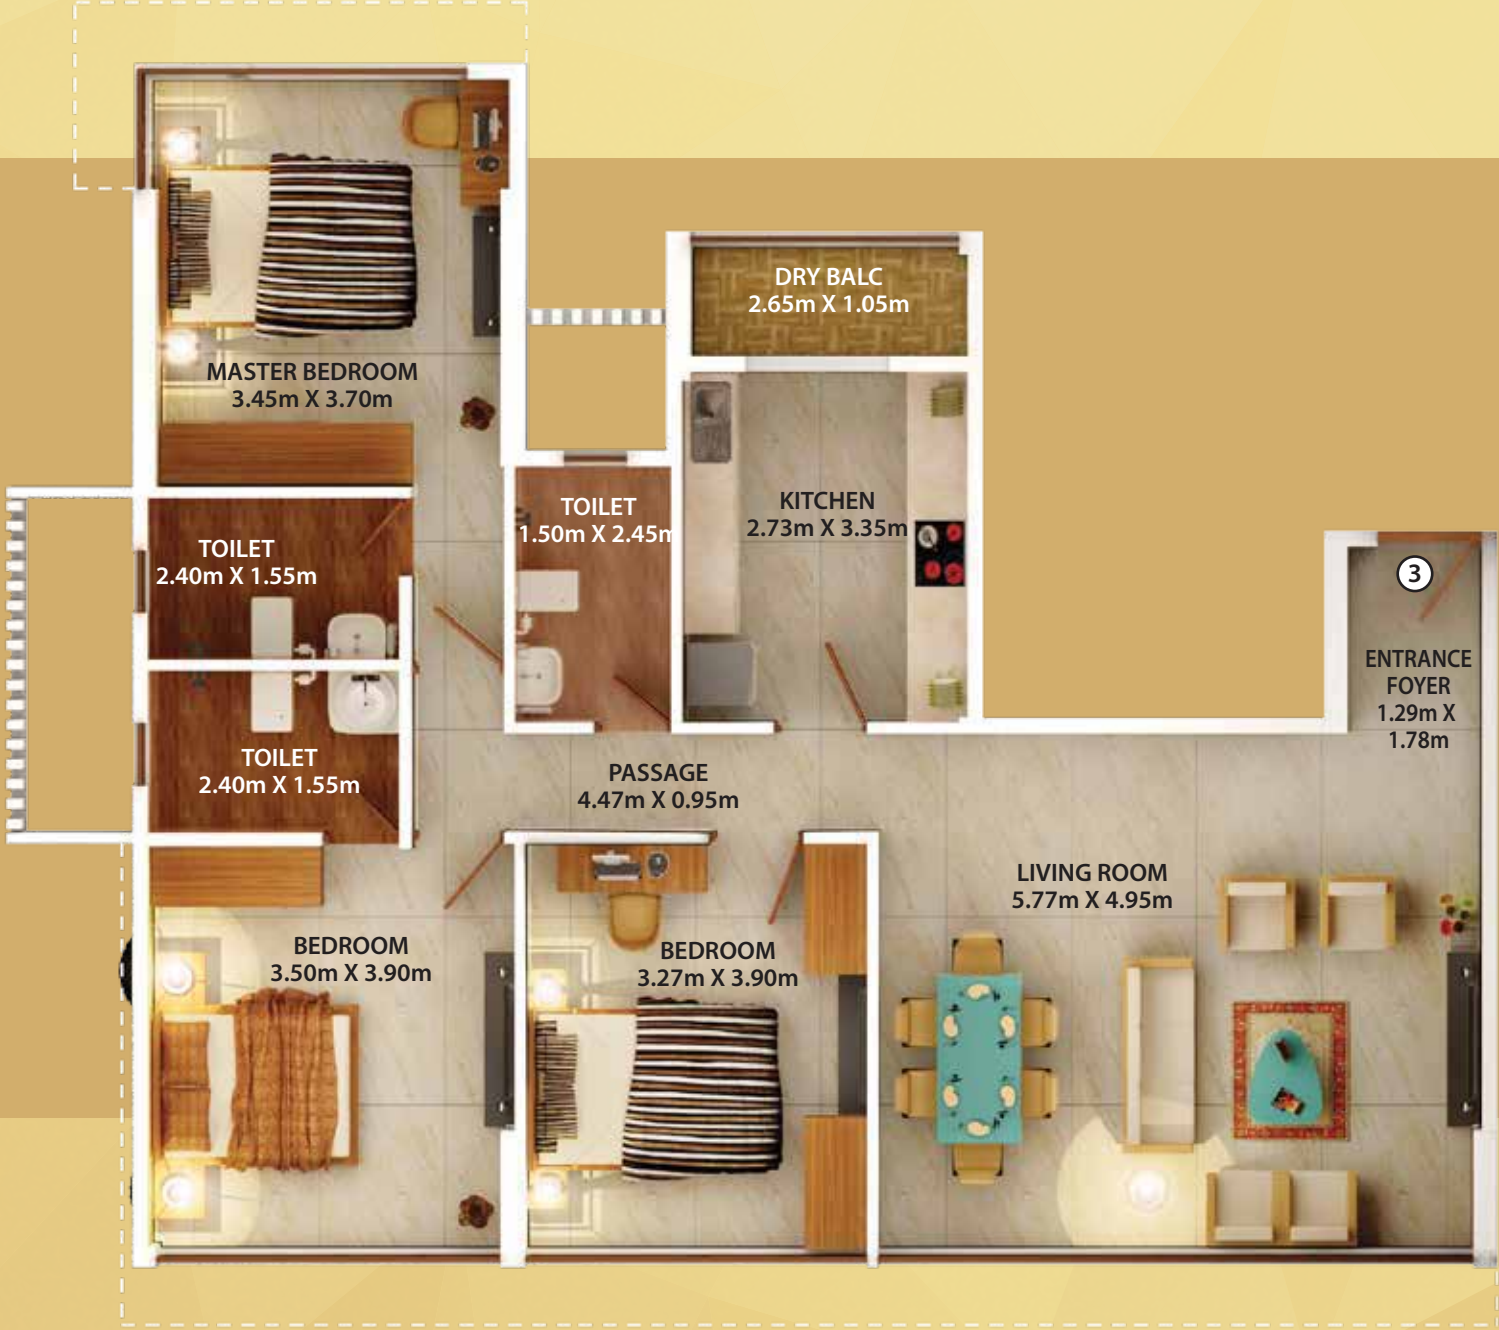 DRY BALC
2.65m X 1.05m
MASTER BEDROOM
3.45m X 3.70m
TOILET
1.50m X 2.45m
KITCHEN
2.73m X 3.35m
TOILET
2.40m X 1.55m
3
ENTRANCE
FOYER
1.29m X
1.78m
TOILET
2.40m X 1.55m
PASSAGE
4.47m X 0.95m
LIVING ROOM
5.77m X 4.95m
BEDROOM
3.50m X 3.90m
BEDROOM
3.27m X 3.90m